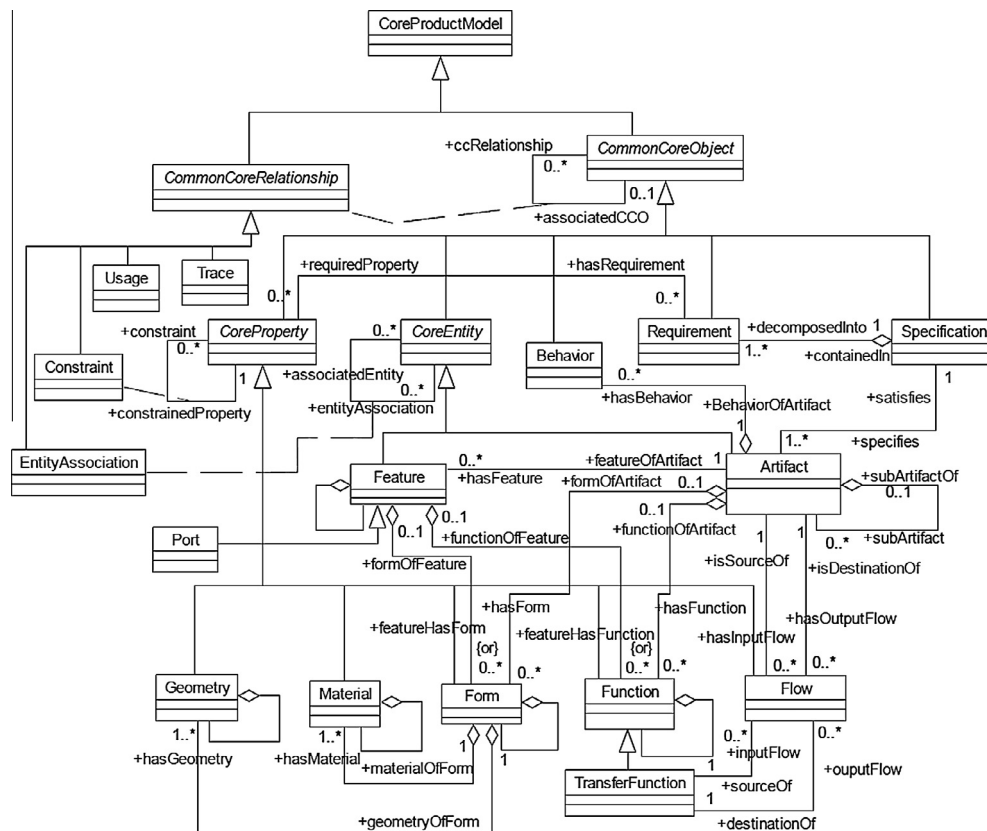 CoreProductModel
+ccRelationship
CommonCoreObject
0..*
CommonCoreRelationship
0..1
+associatedCCO
+requiredProperty
+hasRequirement
Usage
Trace
0..*
0..*
+constraint
CoreProperty
0..*
CoreEntity
Requirement
+decomposedInto
1
Specification
0..*
Behavior
1..*
+containedIn
Constraint
+associatedEntity
1
0..*
0..*
1
+constrainedProperty
+entityAssociation
+hasBehavior
+BehaviorOfArtifact
+satisfies
1
1..*
+specifies
EntityAssociation
0..*
+featureOfArtifact
1
Artifact
Feature
+hasFeature
+formOfArtifact
0..1
+subArtifactOf
0..1
0..1
0..1
0..1
+functionOfArtifact
1
1
0..*
+subArtifact
Port
+functionOfFeature
+formOfFeature
+isSourceOf
+isDestinationOf
+hasForm
+hasFunction
+hasOutputFlow
+featureHasForm
+featureHasFunction
+hasInputFlow
{or}
{or}
0..*
0..*
0..*
0..*
0..*
0..*
Geometry
Material
Form
Function
Flow
1..*
1..*
1
1
0..*
0..*
+hasGeometry
+hasMaterial
+materialOfForm
1
+inputFlow
TransferFunction
+sourceOf
+ouputFlow
1
+geometryOfForm
+destinationOf